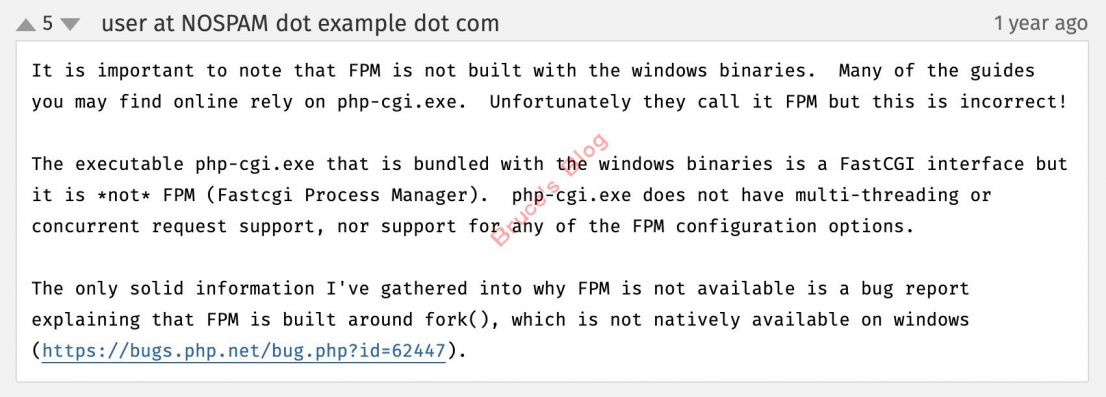 5 user at NOSPAM dot example dot com 1 year ago
It is important to note that FPM is not built with the windows binaries.  Many of the guides
you may find online rely on php-cgi.exe.  Unfortunately they call it FPM but this is incorrect!
The executable php-cgi.exe that is bundled with the windows binaries is a FastCGI interface but
it is *not* FPM (Fastcgi Process Manager).  php-cgi.exe does not have multi-threading or
concurrent request support, nor support for any of the FPM configuration options.
The only solid information I've gathered into why FPM is not available is a bug report
explaining that FPM is built around fork(), which is not natively available on windows
(https://bugs.php.net/bug.php?id=62447).
Bruce's Blog